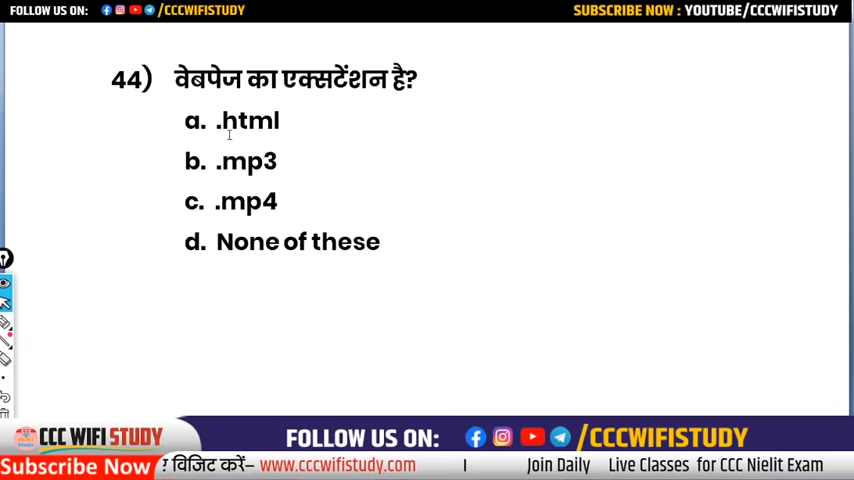 FOLLOW US ON: /CCCWIFISTUDY SUBSCRIBE NOW : YOUTUBE/CCCWIFISTUDY
44) वेबपेज का एक्सटेंशन है?
a. .html
b. .mp3
c. .mp4
d. None of these
CCC WIFI STUDY FOLLOW US ON: /CCCWIFISTUDY
Subscribe Now विजिट करें– www.cccwifistudy.com I Join Daily Live Classes for CCC Nielit Exam